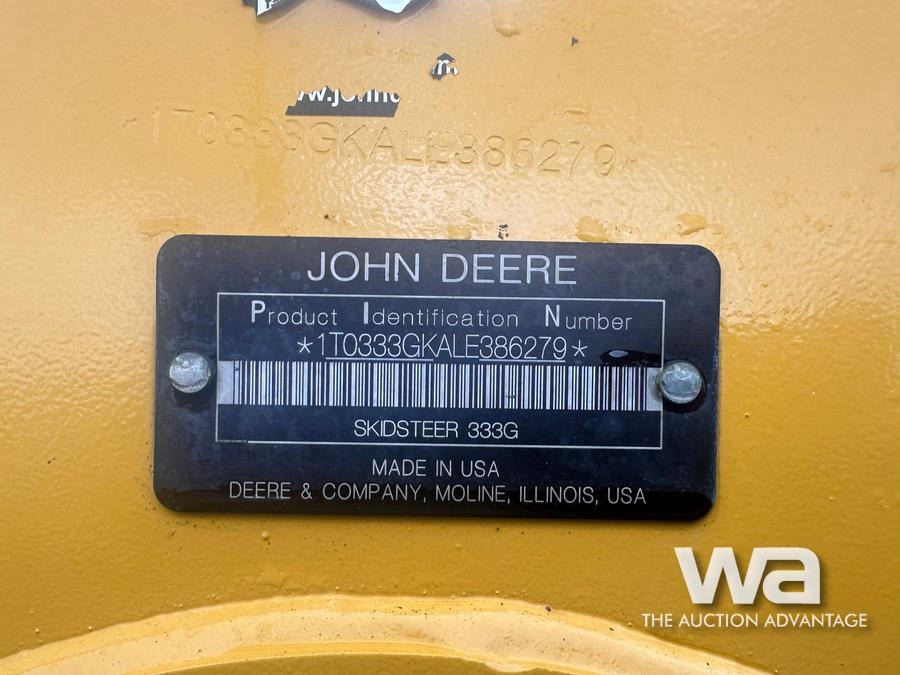 *1T0333GKALE386279*
JOHN DEERE
Product Identification Number
*1T0333GKALE386279*
SKIDSTEER 333G
MADE IN USA
DEERE & COMPANY, MOLINE, ILLINOIS, USA
wa
THE AUCTION ADVANTAGE